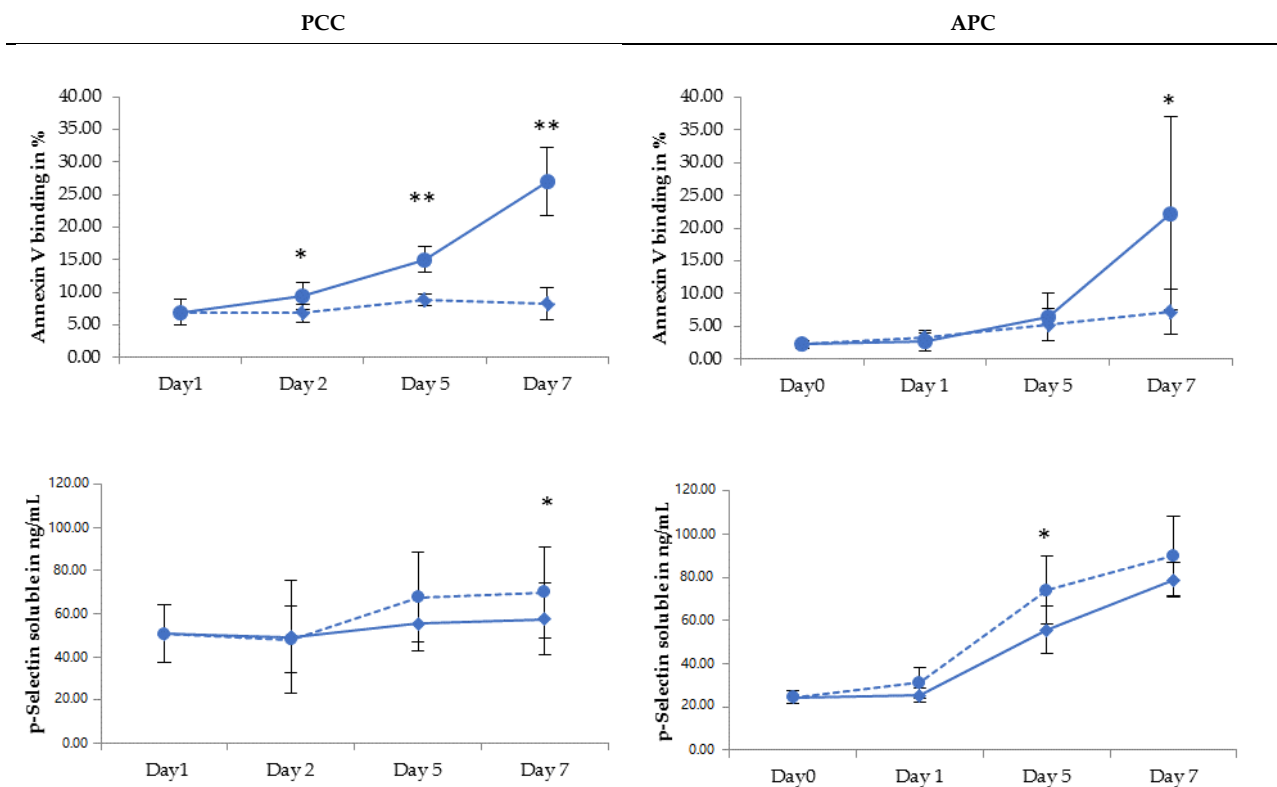 PCC
APC
Annexin V binding in %
40.00
35.00
30.00
25.00
20.00
15.00
10.00
5.00
0.00
*
**
**
Day1
Day 2
Day 5
Day 7
Annexin V binding in %
40.00
35.00
30.00
25.00
20.00
15.00
10.00
5.00
0.00
*
Day0
Day 1
Day 5
Day 7
p-Selectin soluble in ng/mL
120.00
100.00
80.00
60.00
40.00
20.00
0.00
*
Day1
Day 2
Day 5
Day 7
p-Selectin soluble in ng/mL
120.00
100.00
80.00
60.00
40.00
20.00
0.00
*
Day0
Day 1
Day 5
Day 7